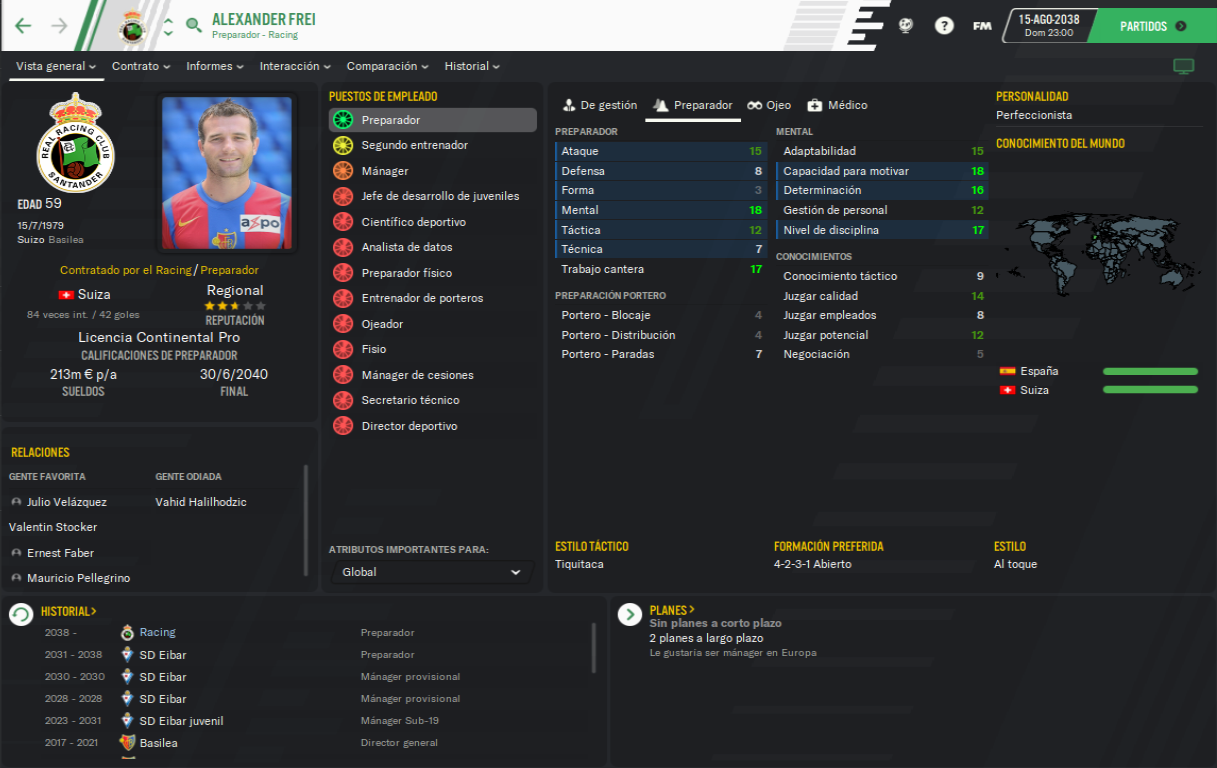 ALEXANDER FREI
Preparador - Racing
?
FM
15-AGO-2038
Dom 23:00
PARTIDOS
Vista general
Contrato
Informes
Interacción
Comparación
Historial
REAL RACING CLUB
SANTANDER
EDAD 59
15/7/1979
Suizo Basilea
axpo
FCB
Contratado por el Racing / Preparador
Suiza
84 veces int. / 42 goles
Regional
REPUTACIÓN
Licencia Continental Pro
CALIFICACIONES DE PREPARADOR
213m € p/a
SUELDOS
30/6/2040
FINAL
RELACIONES
GENTE FAVORITA
GENTE ODIADA
Julio Velázquez
Vahid Halilhodzic
Valentin Stocker
Ernest Faber
Mauricio Pellegrino
PUESTOS DE EMPLEADO
Preparador
Segundo entrenador
Mánager
Jefe de desarrollo de juveniles
Científico deportivo
Analista de datos
Preparador físico
Entrenador de porteros
Ojeador
Fisio
Mánager de cesiones
Secretario técnico
Director deportivo
ATRIBUTOS IMPORTANTES PARA:
Global
De gestión
Preparador
Ojeo
Médico
PREPARADOR
Ataque 15
Defensa 8
Forma 3
Mental 18
Táctica 12
Técnica 7
Trabajo cantera 17
PREPARACIÓN PORTERO
Portero - Blocaje 4
Portero - Distribución 4
Portero - Paradas 7
MENTAL
Adaptabilidad 15
Capacidad para motivar 18
Determinación 16
Gestión de personal 12
Nivel de disciplina 17
CONOCIMIENTOS
Conocimiento táctico 9
Juzgar calidad 14
Juzgar empleados 8
Juzgar potencial 12
Negociación 5
PERSONALIDAD
Perfeccionista
CONOCIMIENTO DEL MUNDO
España
Suiza
ESTILO TÁCTICO
Tiquitaca
FORMACIÓN PREFERIDA
4-2-3-1 Abierto
ESTILO
Al toque
HISTORIAL>
2038 - Racing Preparador
2031 - 2038 SD Eibar Preparador
2030 - 2030 SD Eibar Mánager provisional
2028 - 2028 SD Eibar Mánager provisional
2023 - 2031 SD Eibar juvenil Mánager Sub-19
2017 - 2021 Basilea Director general
PLANES>
Sin planes a corto plazo
2 planes a largo plazo
Le gustaría ser mánager en Europa